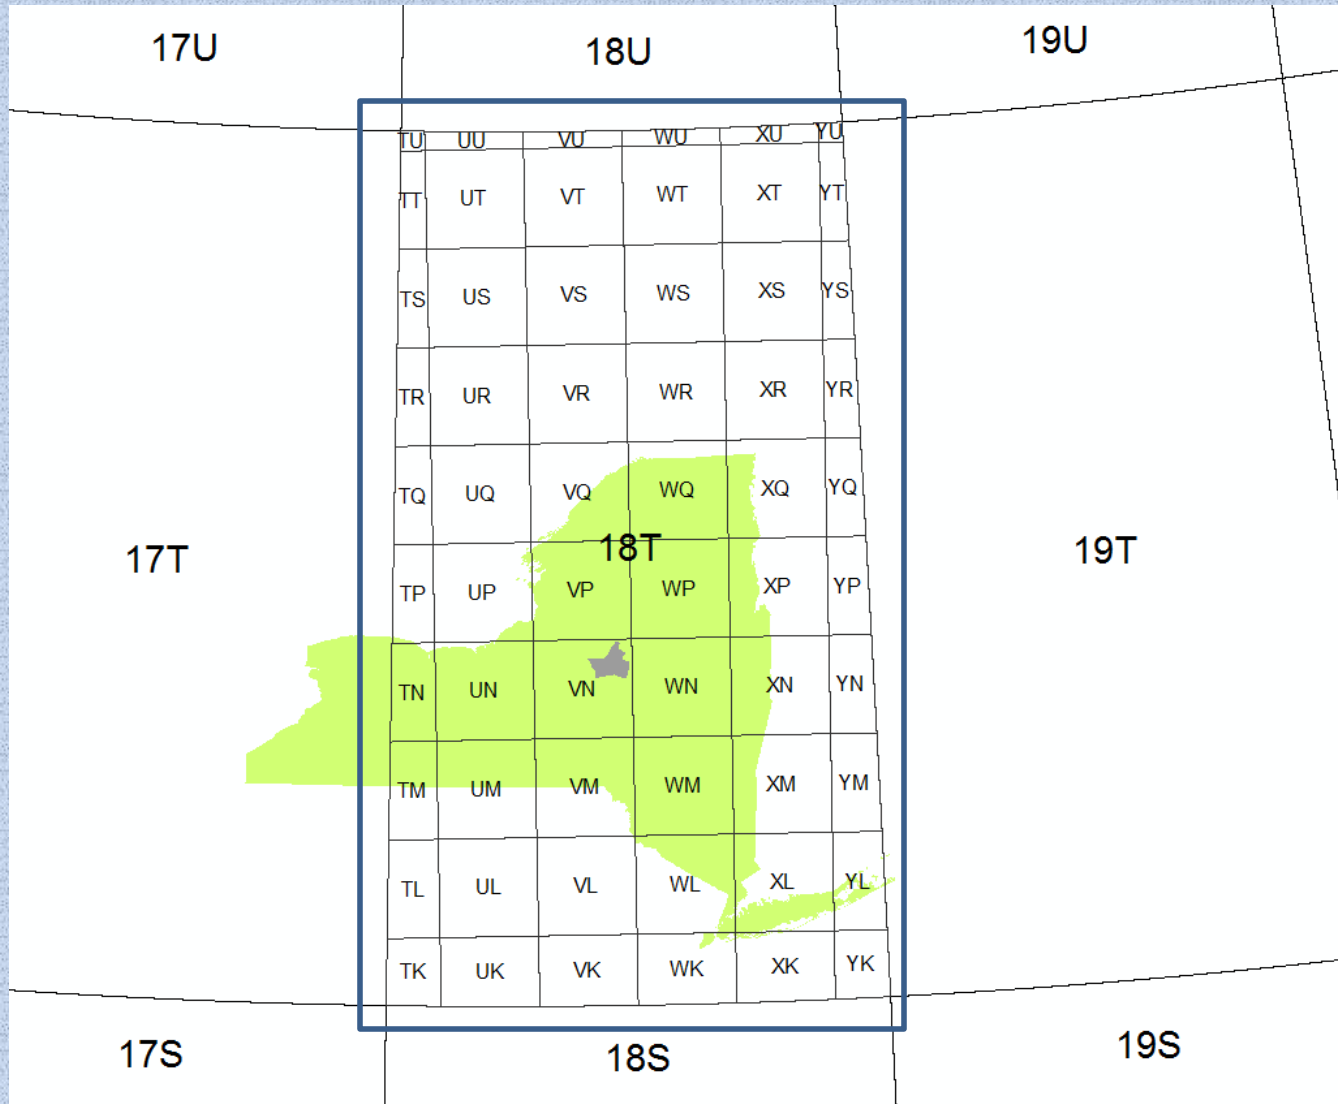 17U 18U 19U
TU UU VU WU XU YU
TT UT VT WT XT YT
TS US VS WS XS YS
TR UR VR WR XR YR
TQ UQ VQ WQ XQ YQ
17T 18T 19T
TP UP VP WP XP YP
TN UN VN WN XN YN
TM UM VM WM XM YM
TL UL VL WL XL YL
TK UK VK WK XK YK
17S 18S 19S